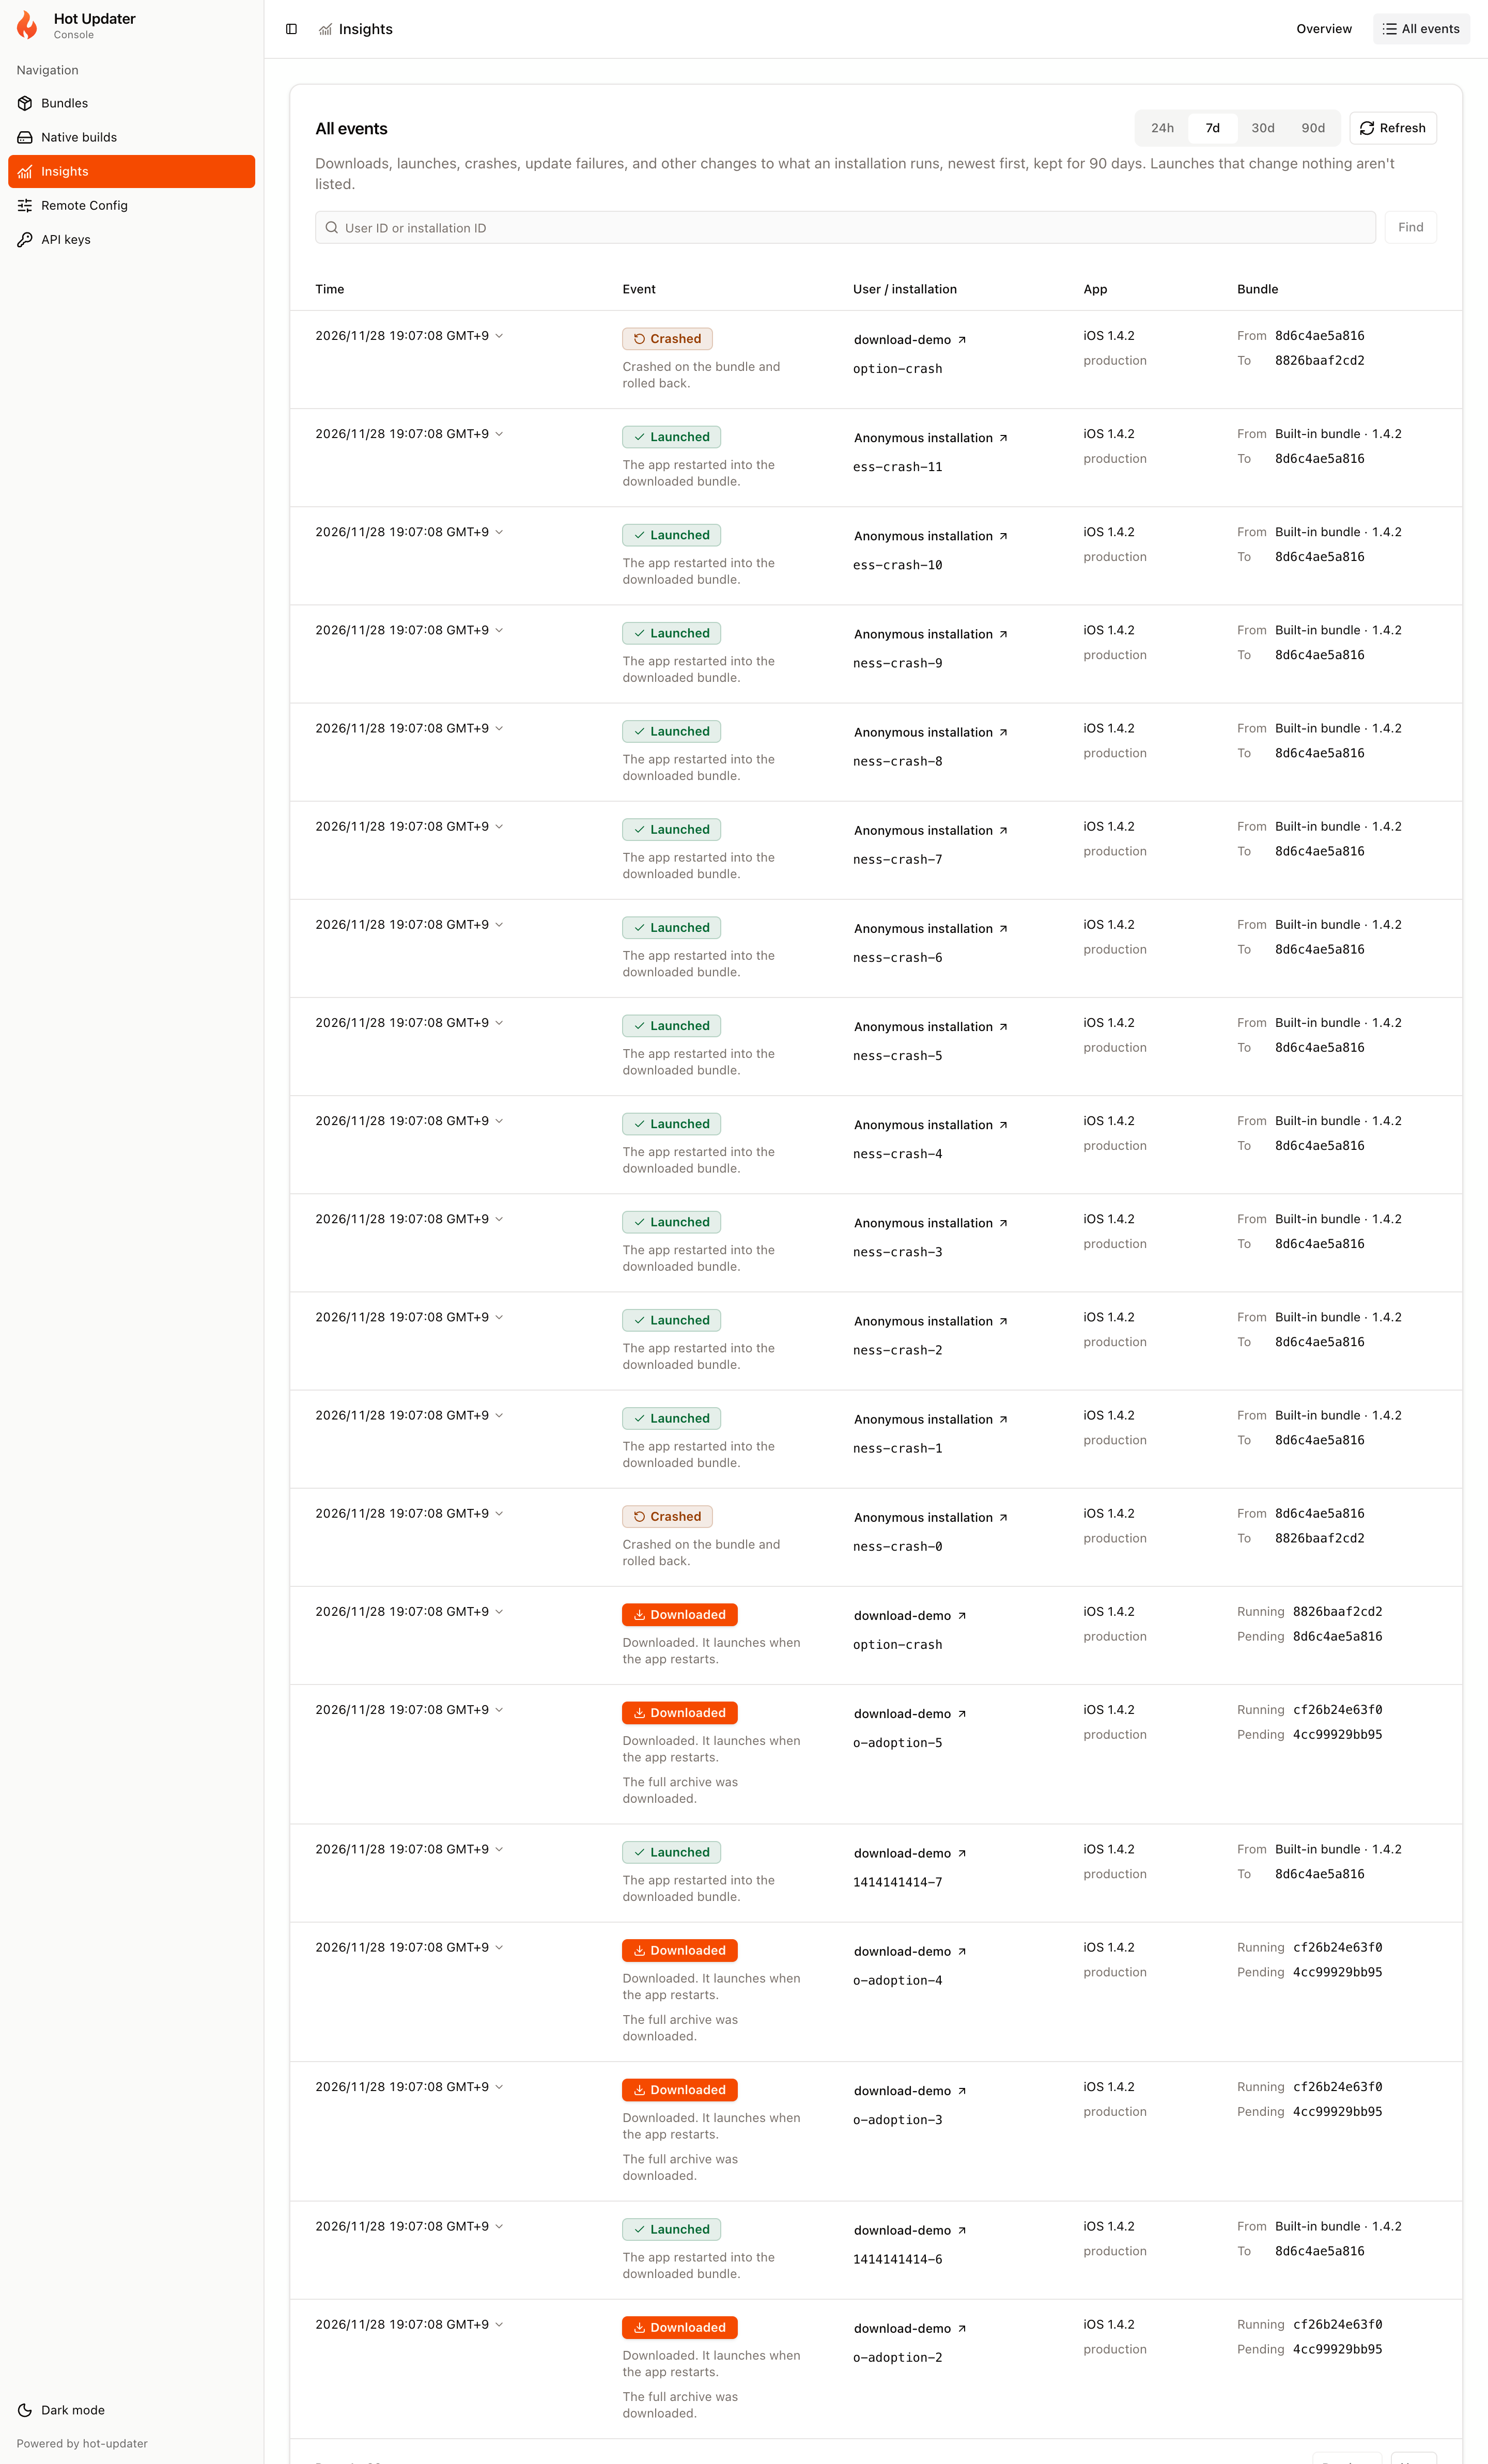 Hot Updater
Console
Navigation
Bundles
Native builds
Insights
Remote Config
API keys
Dark mode
Powered by hot-updater
Insights
Overview
All events
All events
24h
7d
30d
90d
Refresh
Downloads, launches, crashes, update failures, and other changes to what an installation runs, newest first, kept for 90 days. Launches that change nothing aren't
listed.
User ID or installation ID
Find
Time Event User / installation App Bundle
2026/11/28 19:07:08 GMT+9 Crashed download-demo iOS 1.4.2 From 8d6c4ae5a816
Crashed on the bundle and option-crash production To 8826baaf2cd2
rolled back.
2026/11/28 19:07:08 GMT+9 Launched Anonymous installation iOS 1.4.2 From Built-in bundle · 1.4.2
The app restarted into the ess-crash-11 production To 8d6c4ae5a816
downloaded bundle.
2026/11/28 19:07:08 GMT+9 Launched Anonymous installation iOS 1.4.2 From Built-in bundle · 1.4.2
The app restarted into the ess-crash-10 production To 8d6c4ae5a816
downloaded bundle.
2026/11/28 19:07:08 GMT+9 Launched Anonymous installation iOS 1.4.2 From Built-in bundle · 1.4.2
The app restarted into the ness-crash-9 production To 8d6c4ae5a816
downloaded bundle.
2026/11/28 19:07:08 GMT+9 Launched Anonymous installation iOS 1.4.2 From Built-in bundle · 1.4.2
The app restarted into the ness-crash-8 production To 8d6c4ae5a816
downloaded bundle.
2026/11/28 19:07:08 GMT+9 Launched Anonymous installation iOS 1.4.2 From Built-in bundle · 1.4.2
The app restarted into the ness-crash-7 production To 8d6c4ae5a816
downloaded bundle.
2026/11/28 19:07:08 GMT+9 Launched Anonymous installation iOS 1.4.2 From Built-in bundle · 1.4.2
The app restarted into the ness-crash-6 production To 8d6c4ae5a816
downloaded bundle.
2026/11/28 19:07:08 GMT+9 Launched Anonymous installation iOS 1.4.2 From Built-in bundle · 1.4.2
The app restarted into the ness-crash-5 production To 8d6c4ae5a816
downloaded bundle.
2026/11/28 19:07:08 GMT+9 Launched Anonymous installation iOS 1.4.2 From Built-in bundle · 1.4.2
The app restarted into the ness-crash-4 production To 8d6c4ae5a816
downloaded bundle.
2026/11/28 19:07:08 GMT+9 Launched Anonymous installation iOS 1.4.2 From Built-in bundle · 1.4.2
The app restarted into the ness-crash-3 production To 8d6c4ae5a816
downloaded bundle.
2026/11/28 19:07:08 GMT+9 Launched Anonymous installation iOS 1.4.2 From Built-in bundle · 1.4.2
The app restarted into the ness-crash-2 production To 8d6c4ae5a816
downloaded bundle.
2026/11/28 19:07:08 GMT+9 Launched Anonymous installation iOS 1.4.2 From Built-in bundle · 1.4.2
The app restarted into the ness-crash-1 production To 8d6c4ae5a816
downloaded bundle.
2026/11/28 19:07:08 GMT+9 Crashed Anonymous installation iOS 1.4.2 From 8d6c4ae5a816
Crashed on the bundle and ness-crash-0 production To 8826baaf2cd2
rolled back.
2026/11/28 19:07:08 GMT+9 Downloaded download-demo iOS 1.4.2 Running 8826baaf2cd2
Downloaded. It launches when option-crash production Pending 8d6c4ae5a816
the app restarts.
2026/11/28 19:07:08 GMT+9 Downloaded download-demo iOS 1.4.2 Running cf26b24e63f0
Downloaded. It launches when o-adoption-5 production Pending 4cc99929bb95
the app restarts.
The full archive was
downloaded.
2026/11/28 19:07:08 GMT+9 Launched download-demo iOS 1.4.2 From Built-in bundle · 1.4.2
The app restarted into the 1414141414-7 production To 8d6c4ae5a816
downloaded bundle.
2026/11/28 19:07:08 GMT+9 Downloaded download-demo iOS 1.4.2 Running cf26b24e63f0
Downloaded. It launches when o-adoption-4 production Pending 4cc99929bb95
the app restarts.
The full archive was
downloaded.
2026/11/28 19:07:08 GMT+9 Downloaded download-demo iOS 1.4.2 Running cf26b24e63f0
Downloaded. It launches when o-adoption-3 production Pending 4cc99929bb95
the app restarts.
The full archive was
downloaded.
2026/11/28 19:07:08 GMT+9 Launched download-demo iOS 1.4.2 From Built-in bundle · 1.4.2
The app restarted into the 1414141414-6 production To 8d6c4ae5a816
downloaded bundle.
2026/11/28 19:07:08 GMT+9 Downloaded download-demo iOS 1.4.2 Running cf26b24e63f0
Downloaded. It launches when o-adoption-2 production Pending 4cc99929bb95
the app restarts.
The full archive was
downloaded.